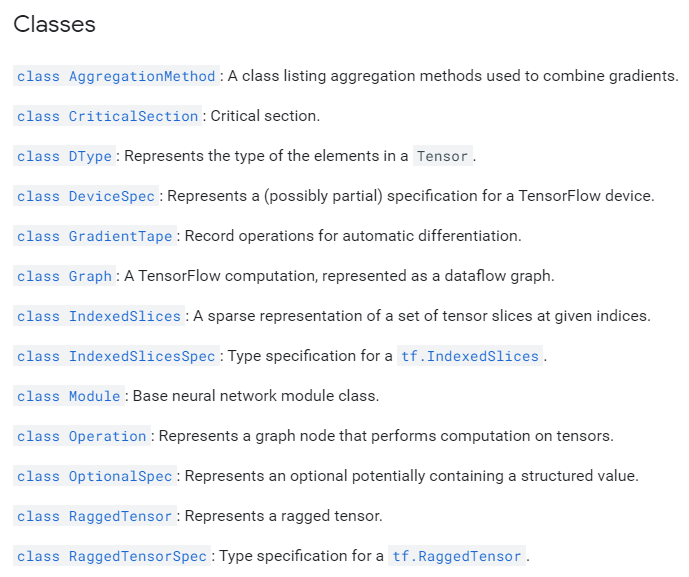 Classes
class AggregationMethod: A class listing aggregation methods used to combine gradients.
class CriticalSection: Critical section.
class DType: Represents the type of the elements in a Tensor.
class DeviceSpec: Represents a (possibly partial) specification for a TensorFlow device.
class GradientTape: Record operations for automatic differentiation.
class Graph: A TensorFlow computation, represented as a dataflow graph.
class IndexedSlices: A sparse representation of a set of tensor slices at given indices.
class IndexedSlicesSpec: Type specification for a tf.IndexedSlices.
class Module: Base neural network module class.
class Operation: Represents a graph node that performs computation on tensors.
class OptionalSpec: Represents an optional potentially containing a structured value.
class RaggedTensor: Represents a ragged tensor.
class RaggedTensorSpec: Type specification for a tf.RaggedTensor.